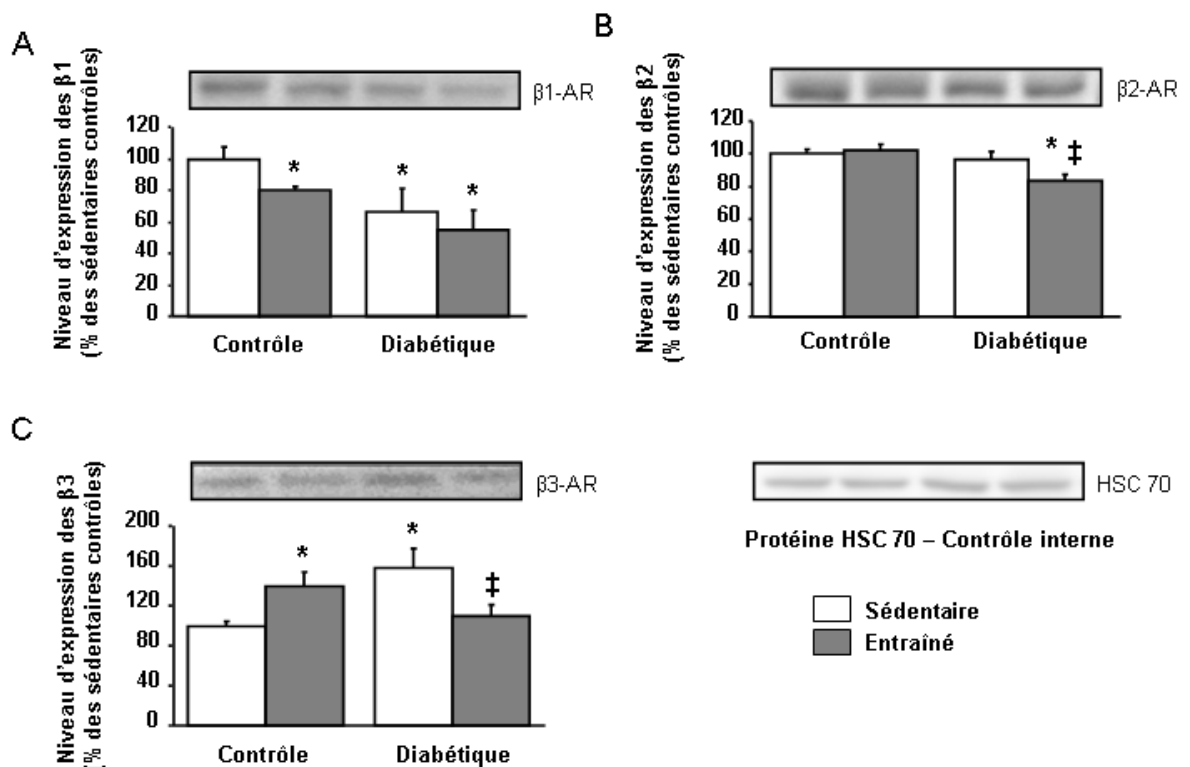 A
Niveau d'expression des β1
(% des sédentaires contrôles)
β1-AR
120
100
80
60
40
20
0
*
*
*
Contrôle
Diabétique
B
Niveau d'expression des β2
(% des sédentaires contrôles)
β2-AR
120
100
80
60
40
20
0
* ‡
Contrôle
Diabétique
C
Niveau d'expression des β3
(% des sédentaires contrôles)
β3-AR
200
160
120
80
40
0
*
*
‡
Contrôle
Diabétique
HSC 70
Protéine HSC 70 – Contrôle interne
Sédentaire
Entraîné